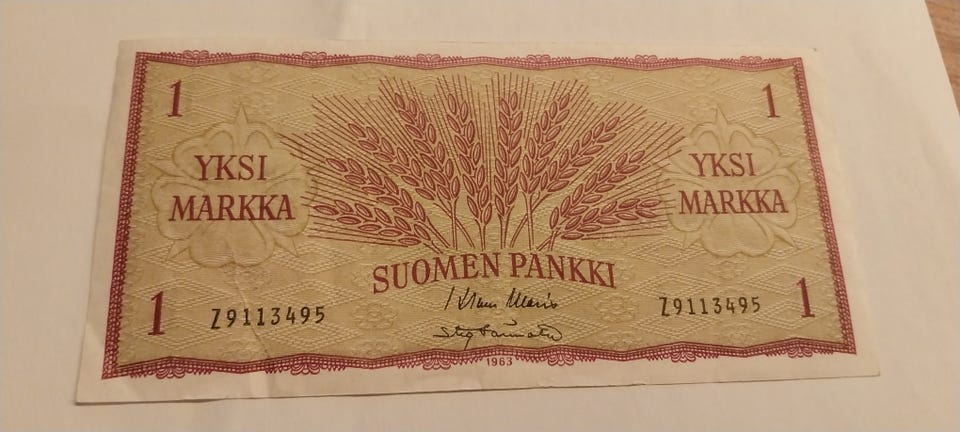 1 1
YKSI MARKKA
YKSI MARKKA
SUOMEN PANKKI
1 Z9113495
Z9113495 1
1963